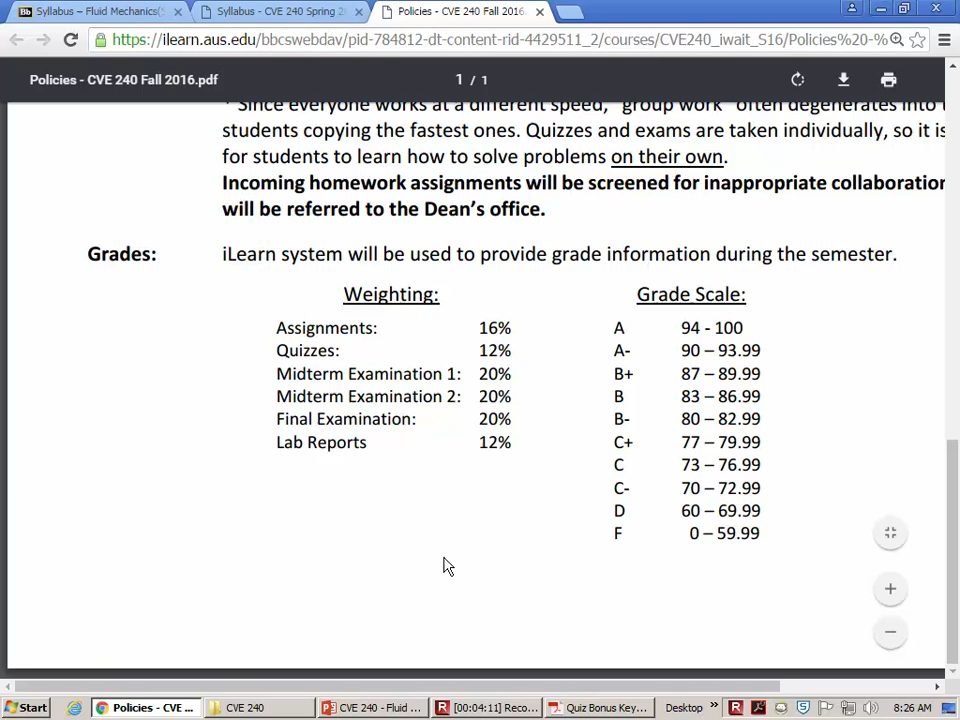 Syllabus – Fluid Mechanics(
Syllabus - CVE 240 Spring 2
Policies - CVE 240 Fall 2016.
https://ilearn.aus.edu/bbcswebdav/pid-784812-dt-content-rid-4429511_2/courses/CVE240_iwait_S16/Policies%20-%
Policies - CVE 240 Fall 2016.pdf
1 / 1
* Since everyone works at a different speed, "group work" often degenerates into
students copying the fastest ones. Quizzes and exams are taken individually, so it is
for students to learn how to solve problems on their own.
Incoming homework assignments will be screened for inappropriate collaboration
will be referred to the Dean's office.
Grades: iLearn system will be used to provide grade information during the semester.
Weighting: Grade Scale:
Assignments: 16% A 94 - 100
Quizzes: 12% A- 90 – 93.99
Midterm Examination 1: 20% B+ 87 – 89.99
Midterm Examination 2: 20% B 83 – 86.99
Final Examination: 20% B- 80 – 82.99
Lab Reports 12% C+ 77 – 79.99
C 73 – 76.99
C- 70 – 72.99
D 60 – 69.99
F 0 – 59.99
Start
Policies - CVE ...
CVE 240
CVE 240 - Fluid ...
[00:04:11] Reco...
Quiz Bonus Key...
Desktop
8:26 AM